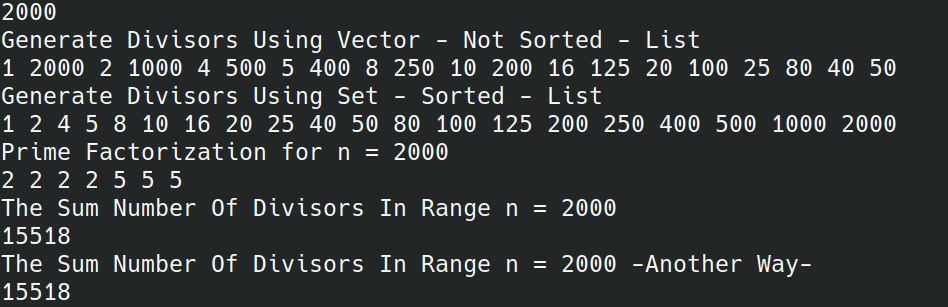 2000
Generate Divisors Using Vector - Not Sorted - List
1 2000 2 1000 4 500 5 400 8 250 10 200 16 125 20 100 25 80 40 50
Generate Divisors Using Set - Sorted - List
1 2 4 5 8 10 16 20 25 40 50 80 100 125 200 250 400 500 1000 2000
Prime Factorization for n = 2000
2 2 2 2 5 5 5
The Sum Number Of Divisors In Range n = 2000
15518
The Sum Number Of Divisors In Range n = 2000 -Another Way-
15518